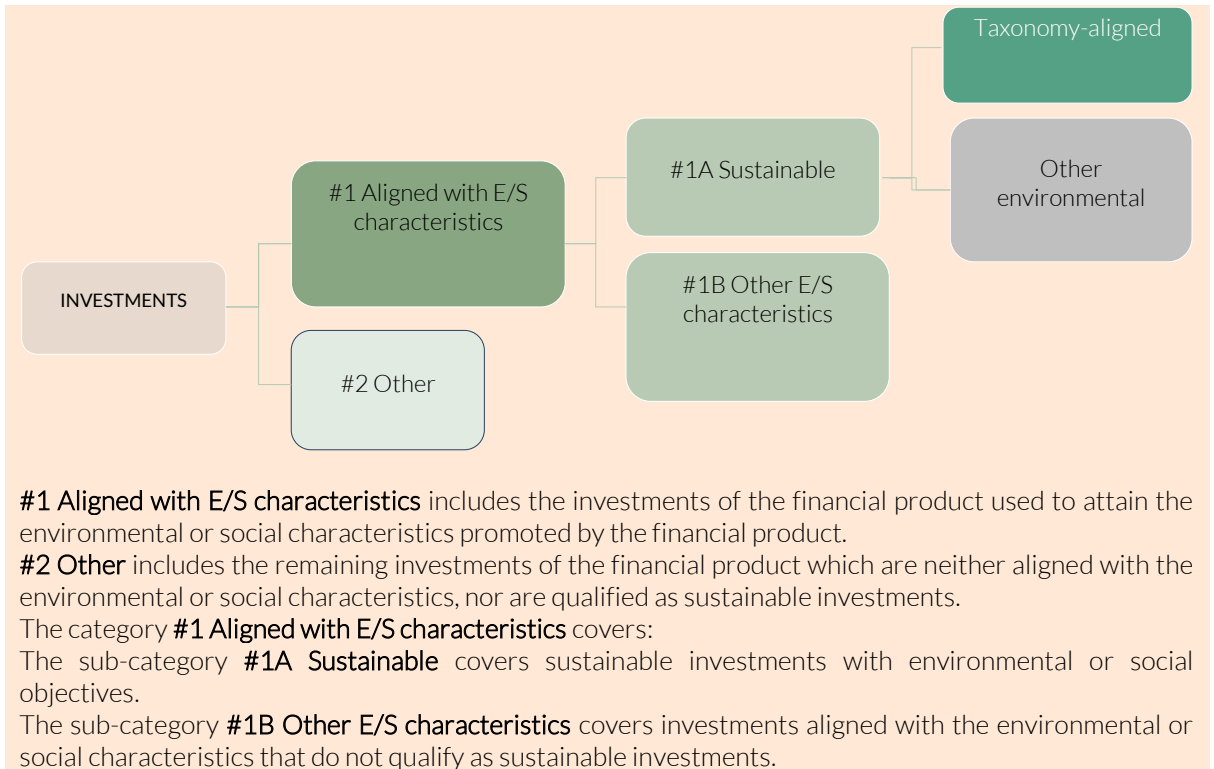 Taxonomy-aligned
#1A Sustainable
Other
environmental
#1 Aligned with E/S
characteristics
#1B Other E/S
characteristics
INVESTMENTS
#2 Other
#1 Aligned with E/S characteristics includes the investments of the financial product used to attain the
environmental or social characteristics promoted by the financial product.
#2 Other includes the remaining investments of the financial product which are neither aligned with the
environmental or social characteristics, nor are qualified as sustainable investments.
The category #1 Aligned with E/S characteristics covers:
The sub-category #1A Sustainable covers sustainable investments with environmental or social
objectives.
The sub-category #1B Other E/S characteristics covers investments aligned with the environmental or
social characteristics that do not qualify as sustainable investments.